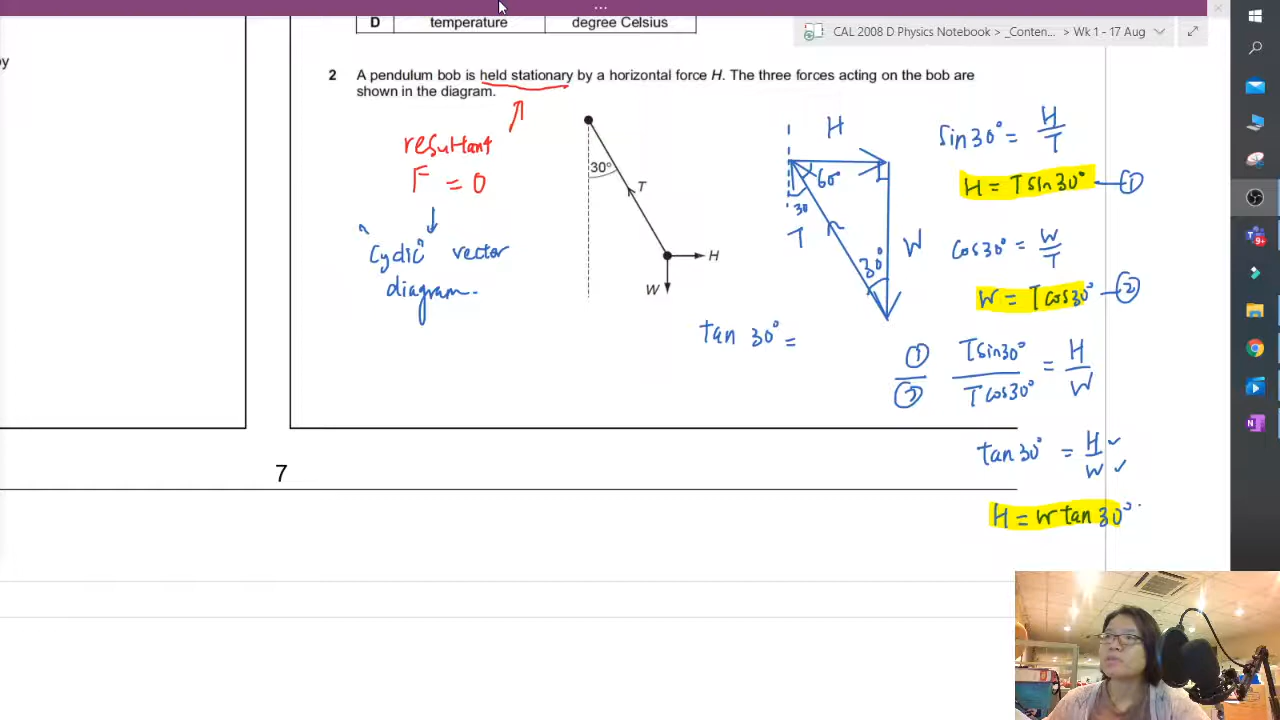 D temperature degree Celsius
CAL 2008 D Physics Notebook > _Conten... > Wk 1 - 17 Aug
2 A pendulum bob is held stationary by a horizontal force H. The three forces acting on the bob are
shown in the diagram.
resultant
F = 0
"Cyclic" vector
diagram.
30°
T
H
W
H
60°
30
T
30°
W
tan 30° =
sin 30° = H/T
H = T sin 30° ①
cos 30° = W/T
W = T cos 30° ②
①/② T sin 30° / T cos 30° = H/W
tan 30° = H/W
H = W tan 30°
7